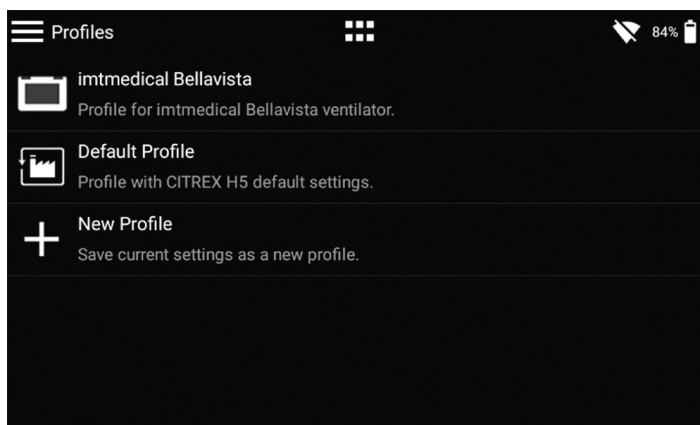 Profiles
84%
imtmedical Bellavista
Profile for imtmedical Bellavista ventilator.
Default Profile
Profile with CITREX H5 default settings.
New Profile
Save current settings as a new profile.